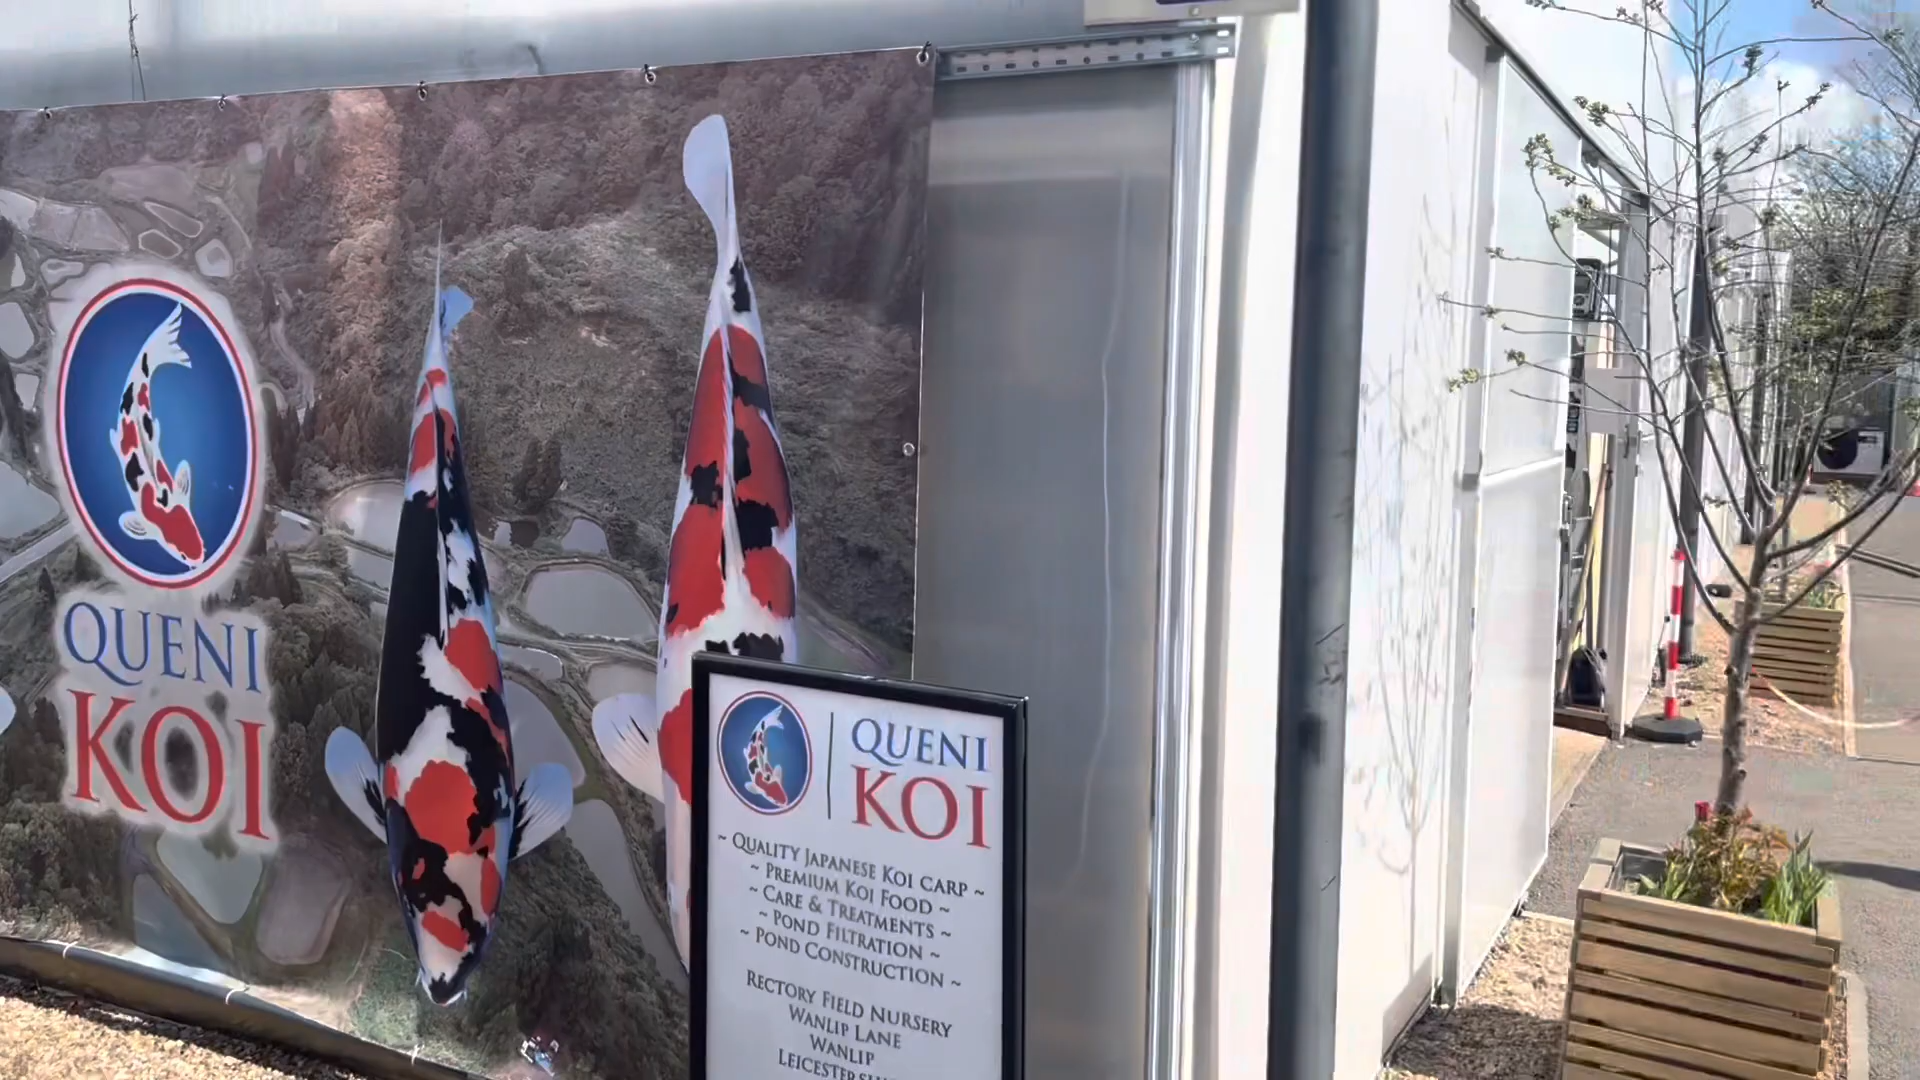 QUENI
KOI
QUENI
KOI
~ QUALITY JAPANESE KOI CARP ~
~ PREMIUM KOI FOOD ~
~ CARE & TREATMENTS ~
~ POND FILTRATION ~
~ POND CONSTRUCTION ~
RECTORY FIELD NURSERY
WANLIP LANE
WANLIP